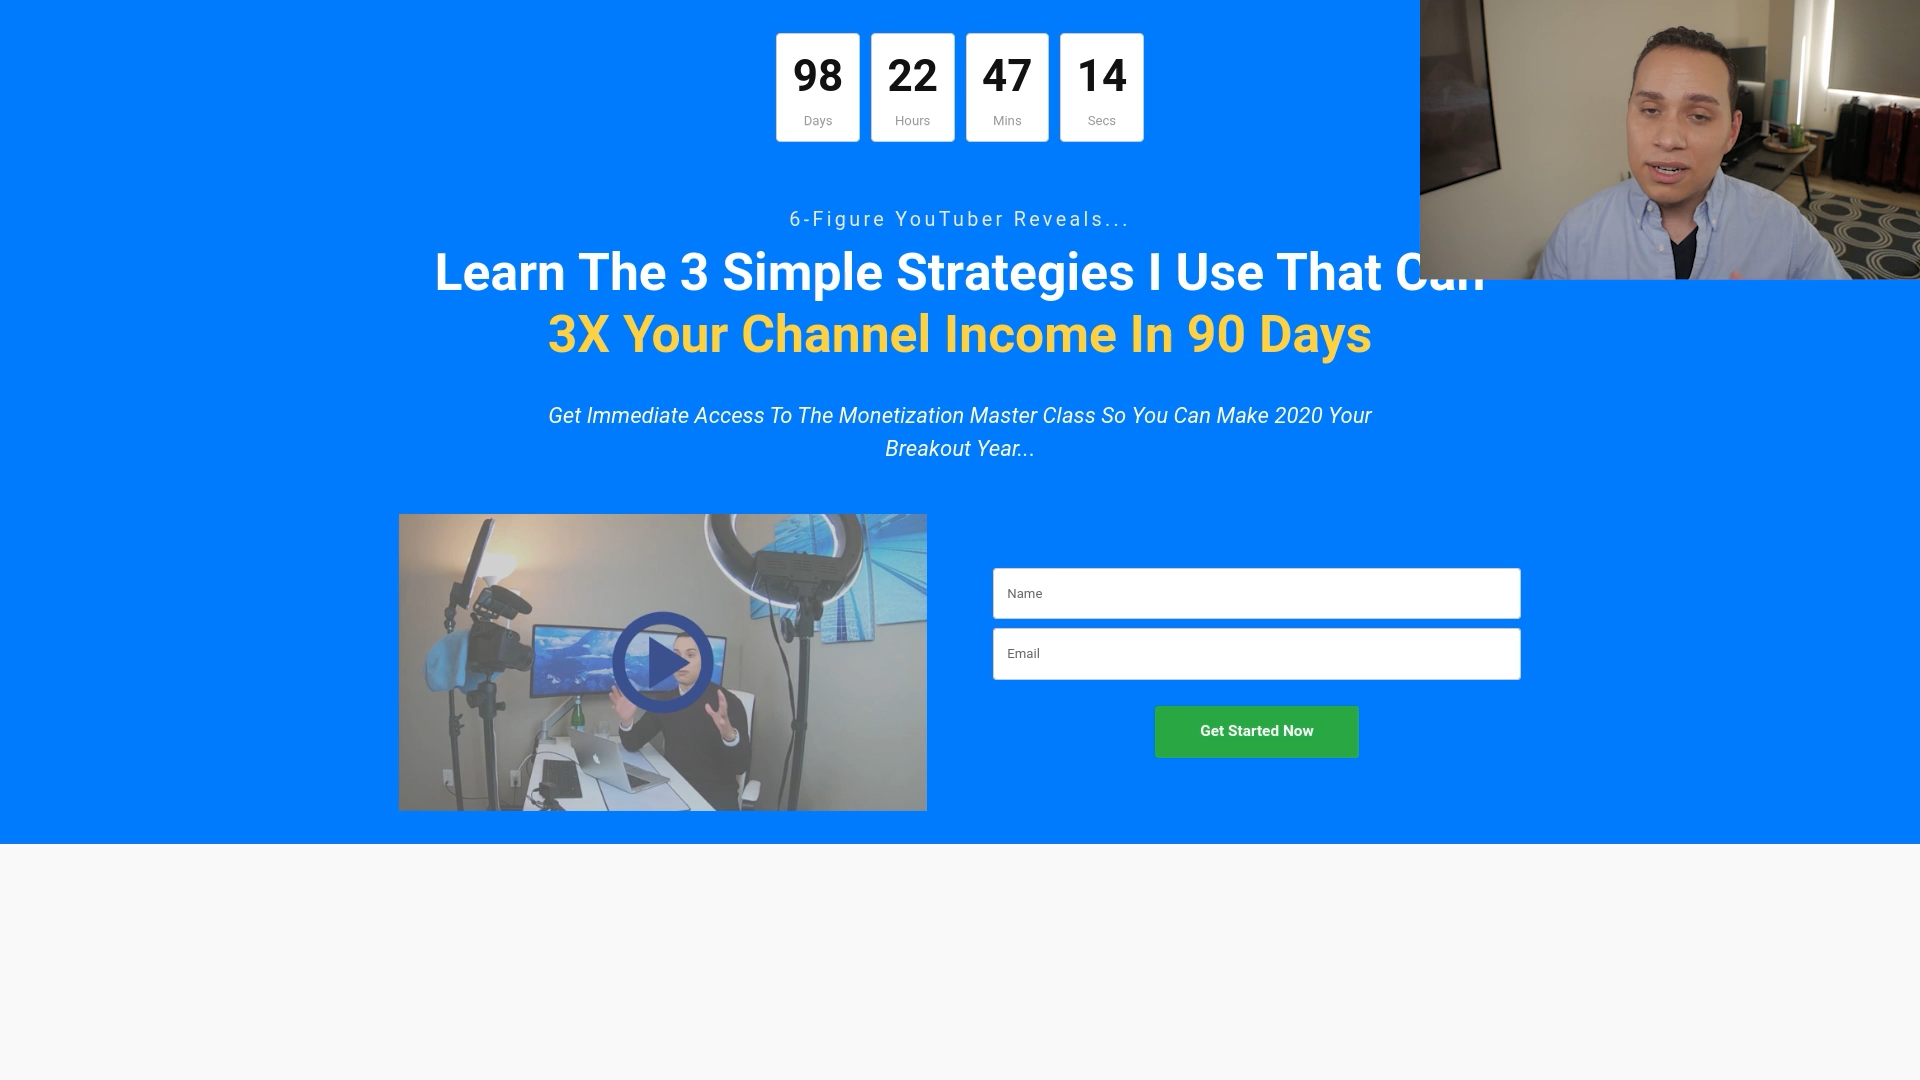 98 22 47 14
Days Hours Mins Secs
6-Figure YouTuber Reveals...
Learn The 3 Simple Strategies I Use That Can
3X Your Channel Income In 90 Days
Get Immediate Access To The Monetization Master Class So You Can Make 2020 Your
Breakout Year...
Name
Email
Get Started Now